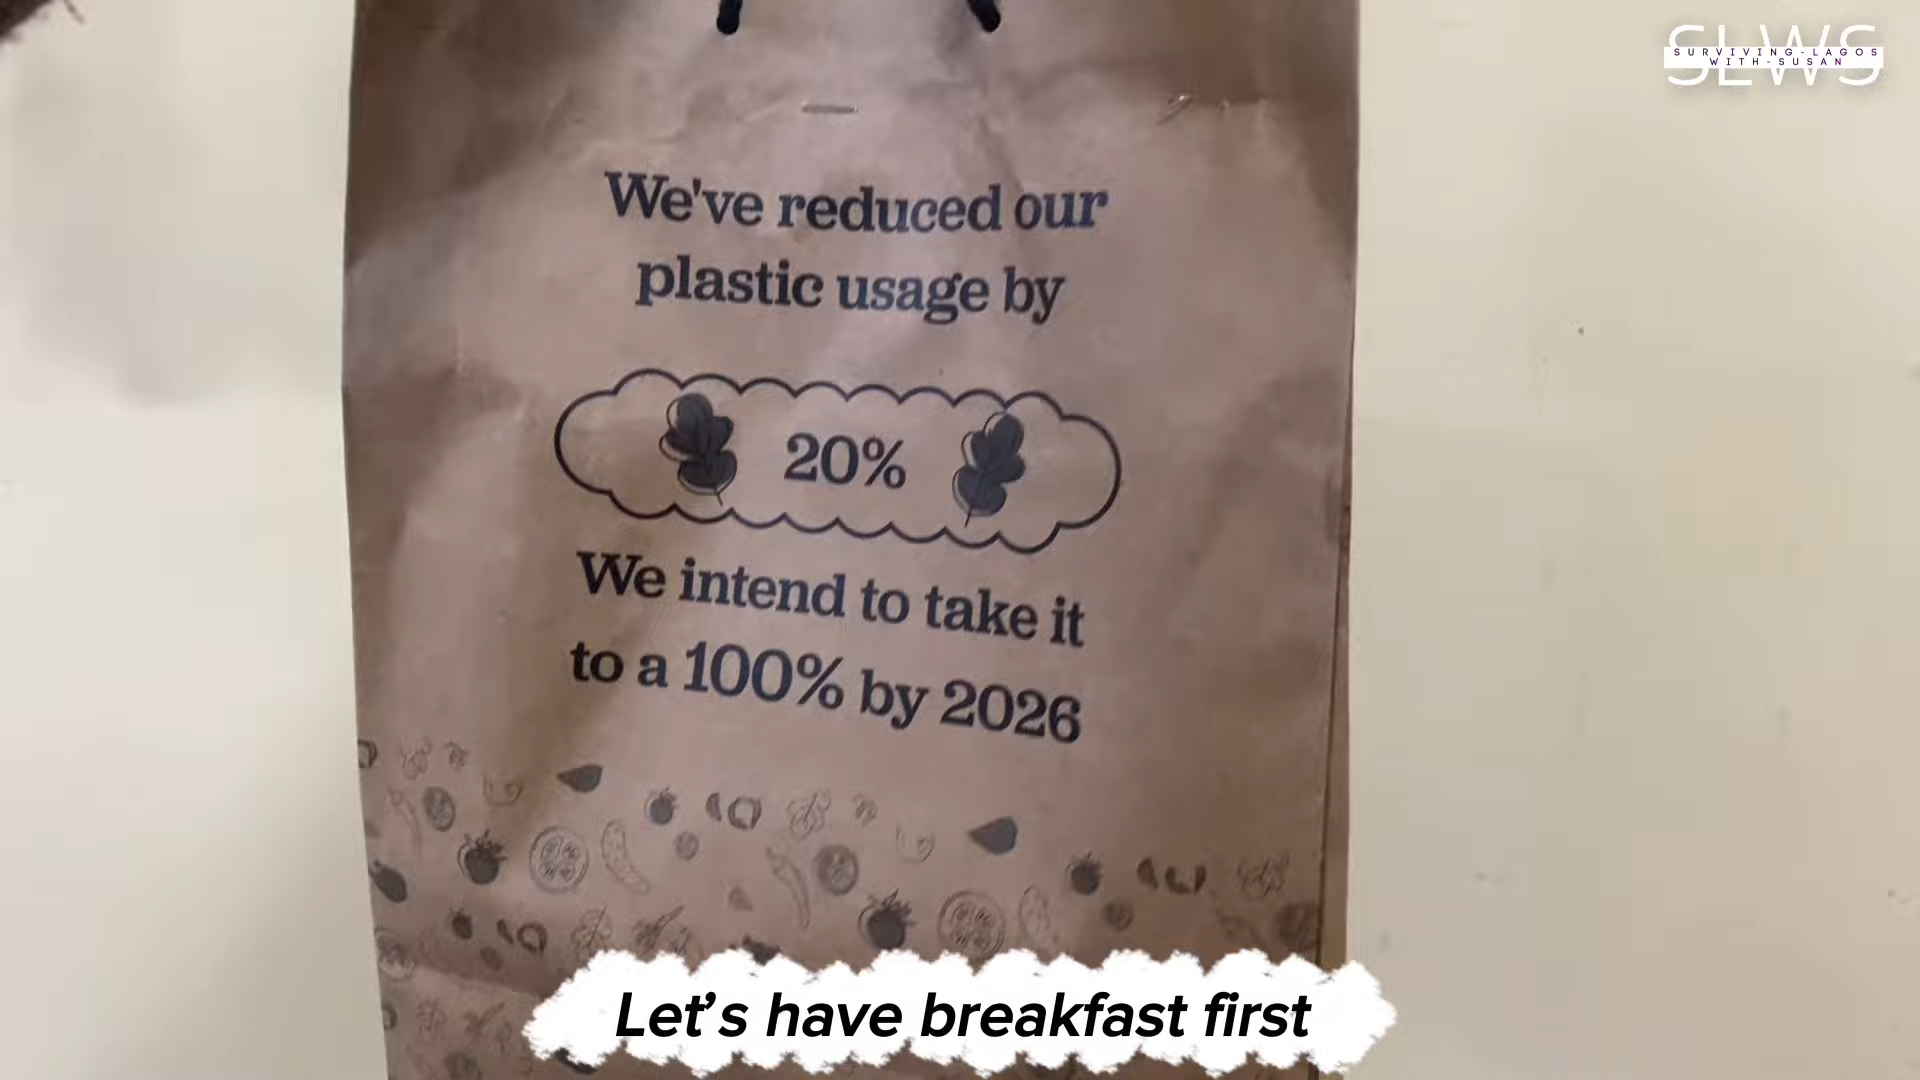 SLWS
SURVIVING-LAGOS
WITH-SUSAN
We've reduced our
plastic usage by
20%
We intend to take it
to a 100% by 2026
Let's have breakfast first